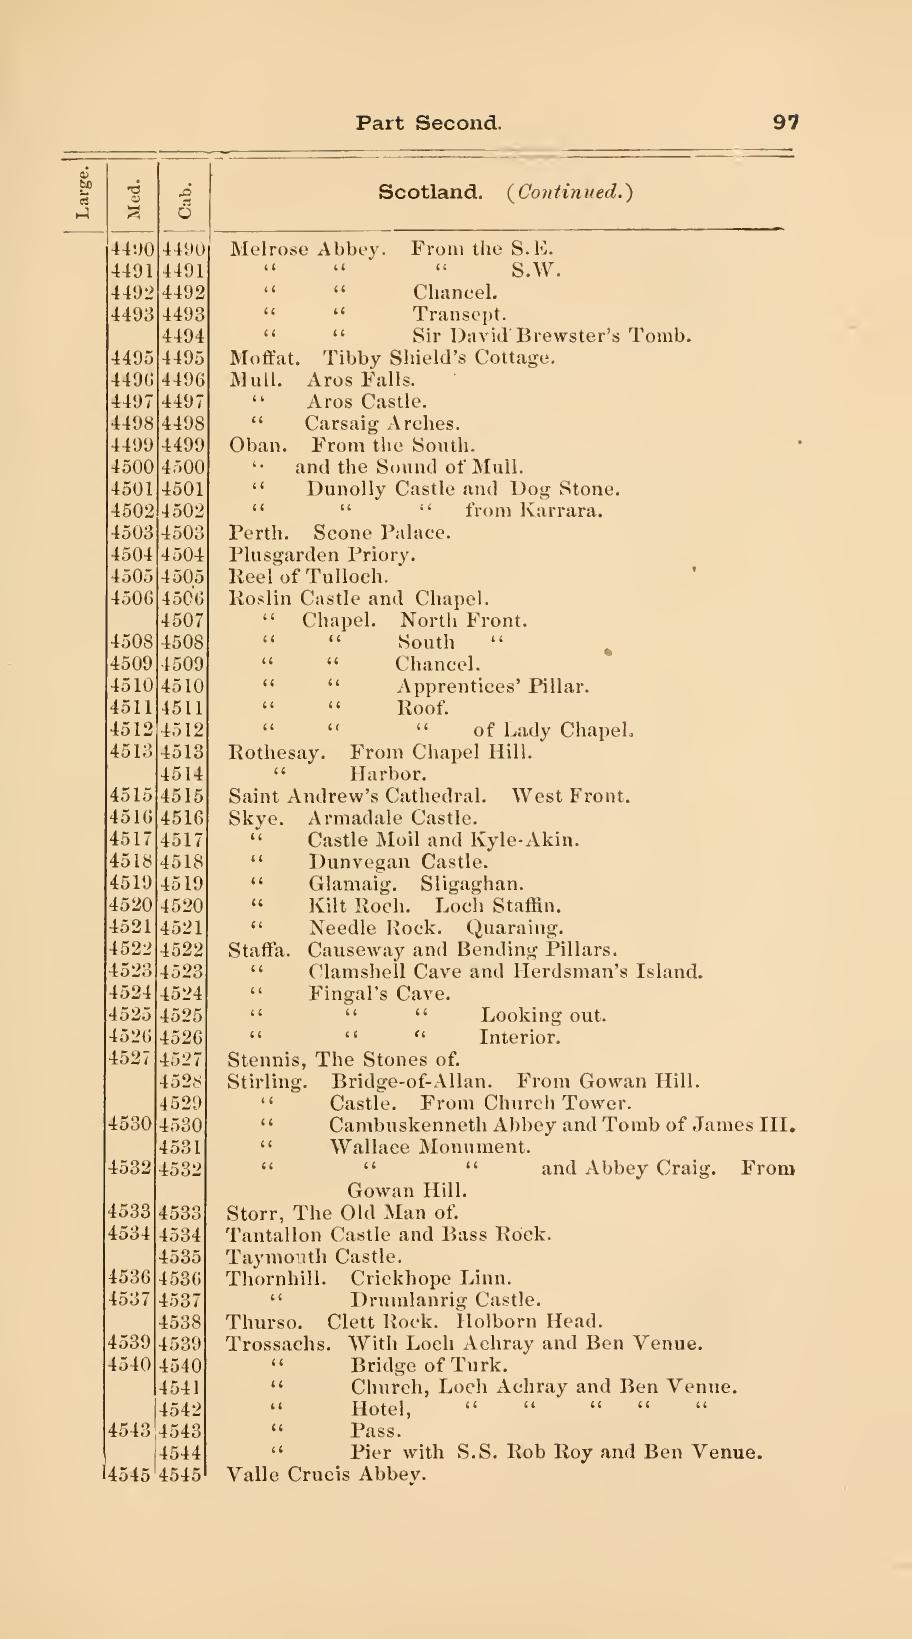 Part Second. 97
Large. Med. Cab. Scotland. (Continued.)
4490 4490 Melrose Abbey. From the S.E.
4491 4491 “ “ “ S.W.
4492 4492 “ “ Chancel.
4493 4493 “ “ Transept.
4494 “ “ Sir David Brewster’s Tomb.
4495 4495 Moffat. Tibby Shield’s Cottage.
4496 4496 Mull. Aros Falls.
4497 4497 “ Aros Castle.
4498 4498 “ Carsaig Arches.
4499 4499 Oban. From the South.
4500 4500 “ and the Sound of Mull.
4501 4501 “ Dunolly Castle and Dog Stone.
4502 4502 “ “ “ from Karrara.
4503 4503 Perth. Scone Palace.
4504 4504 Plusgarden Priory.
4505 4505 Reel of Tulloch.
4506 4506 Roslin Castle and Chapel.
4507 “ Chapel. North Front.
4508 4508 “ “ South “
4509 4509 “ “ Chancel.
4510 4510 “ “ Apprentices’ Pillar.
4511 4511 “ “ Roof.
4512 4512 “ “ “ of Lady Chapel.
4513 4513 Rothesay. From Chapel Hill.
4514 “ Harbor.
4515 4515 Saint Andrew’s Cathedral. West Front.
4516 4516 Skye. Armadale Castle.
4517 4517 “ Castle Moil and Kyle-Akin.
4518 4518 “ Dunvegan Castle.
4519 4519 “ Glamaig. Sligaghan.
4520 4520 “ Kilt Roch. Loch Staffin.
4521 4521 “ Needle Rock. Quaraing.
4522 4522 Staffa. Causeway and Bending Pillars.
4523 4523 “ Clamshell Cave and Herdsman’s Island.
4524 4524 “ Fingal’s Cave.
4525 4525 “ “ “ Looking out.
4526 4526 “ “ “ Interior.
4527 4527 Stennis, The Stones of.
4528 Stirling. Bridge-of-Allan. From Gowan Hill.
4529 “ Castle. From Church Tower.
4530 4530 “ Cambuskenneth Abbey and Tomb of James III.
4531 “ Wallace Monument.
4532 4532 “ “ “ and Abbey Craig. From
Gowan Hill.
4533 4533 Storr, The Old Man of.
4534 4534 Tantallon Castle and Bass Rock.
4535 Taymouth Castle.
4536 4536 Thornhill. Crickhope Linn.
4537 4537 “ Drumlanrig Castle.
4538 Thurso. Clett Rock. Holborn Head.
4539 4539 Trossachs. With Loch Achray and Ben Venue.
4540 4540 “ Bridge of Turk.
4541 “ Church, Loch Achray and Ben Venue.
4542 “ Hotel, “ “ “ “ “
4543 4543 “ Pass.
4544 “ Pier with S.S. Rob Roy and Ben Venue.
4545 4545 Valle Crucis Abbey.